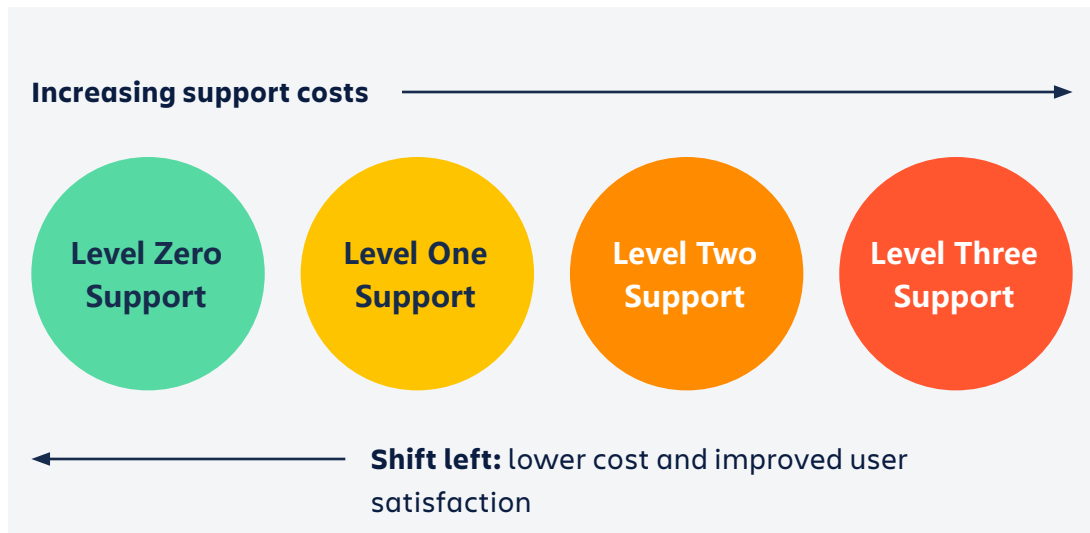 Increasing support costs
Level Zero
Support
Level One
Support
Level Two
Support
Level Three
Support
Shift left: lower cost and improved user
satisfaction